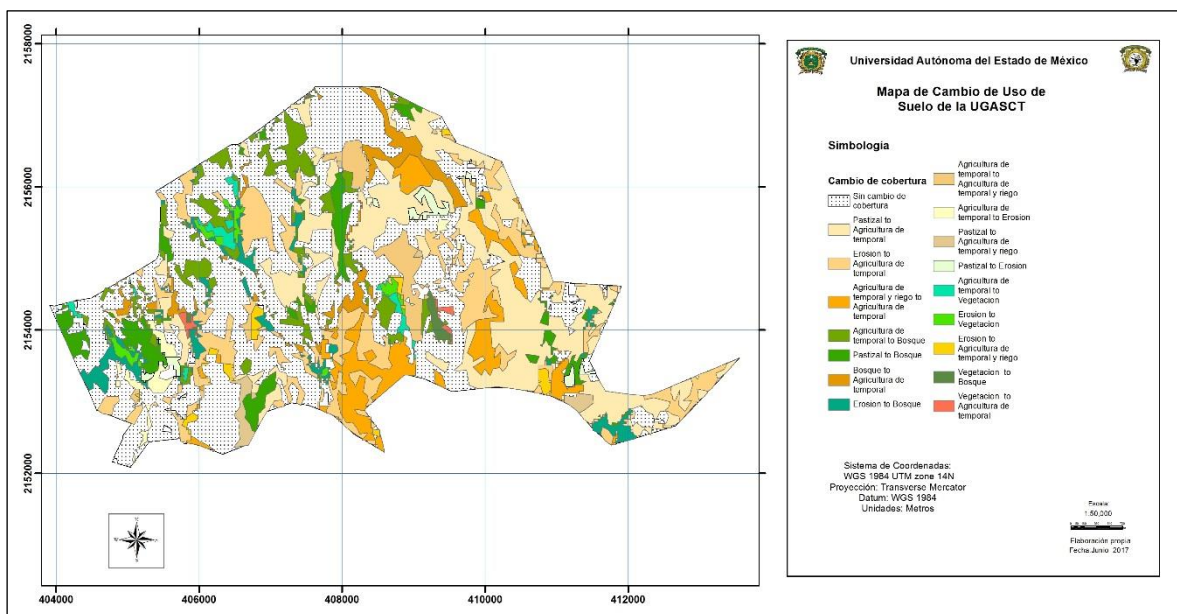 2158000
2156000
2154000
2152000
404000
406000
408000
410000
412000
Universidad Autónoma del Estado de México
Mapa de Cambio de Uso de
Suelo de la UGASCT
Simbología
Cambio de cobertura
Sin cambio de
cobertura
Pastizal to
Agricultura de
temporal
Erosion to
Agricultura de
temporal
Agricultura de
temporal y riego to
Agricultura de
temporal
Agricultura de
temporal to Bosque
Pastizal to Bosque
Bosque to
Agricultura de
temporal
Erosion to Bosque
Agricultura de
temporal to
Agricultura de
temporal y riego
Agricultura de
temporal to Erosion
Pastizal to
Agricultura de
temporal y riego
Pastizal to Erosion
Agricultura de
temporal to
Vegetacion
Erosion to
Vegetacion
Erosion to
Agricultura de
temporal y riego
Vegetacion to
Bosque
Vegetacion to
Agricultura de
temporal
Sistema de Coordenadas:
WGS 1984 UTM zone 14N
Proyección: Transverse Mercator
Datum: WGS 1984
Unidades: Metros
Escala:
1:50,000
Elaboración propia
Fecha:Junio 2017